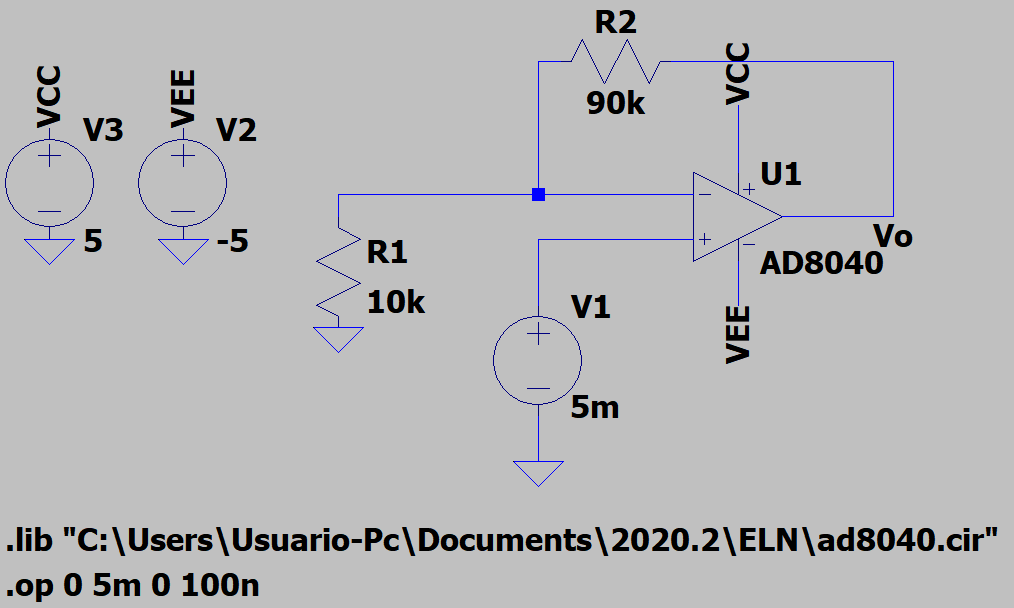 R2
90k
VCC
V3
5
VEE
V2
-5
VCC
U1
R1
10k
Vo
AD8040
VEE
V1
5m
.lib "C:\Users\Usuario-Pc\Documents\2020.2\ELN\ad8040.cir"
.op 0 5m 0 100n